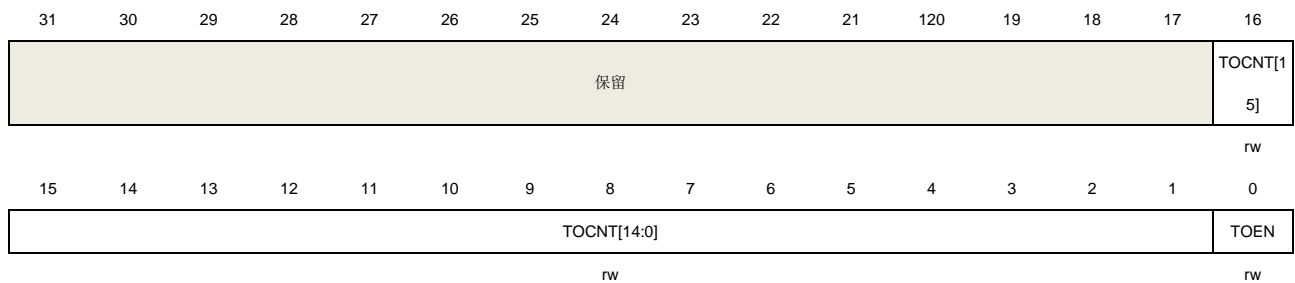 31 30 29 28 27 26 25 24 23 22 21 120 19 18 17 16
保留
TOCNT[1
5]
rw
15 14 13 12 11 10 9 8 7 6 5 4 3 2 1 0
TOCNT[14:0] TOEN
rw rw